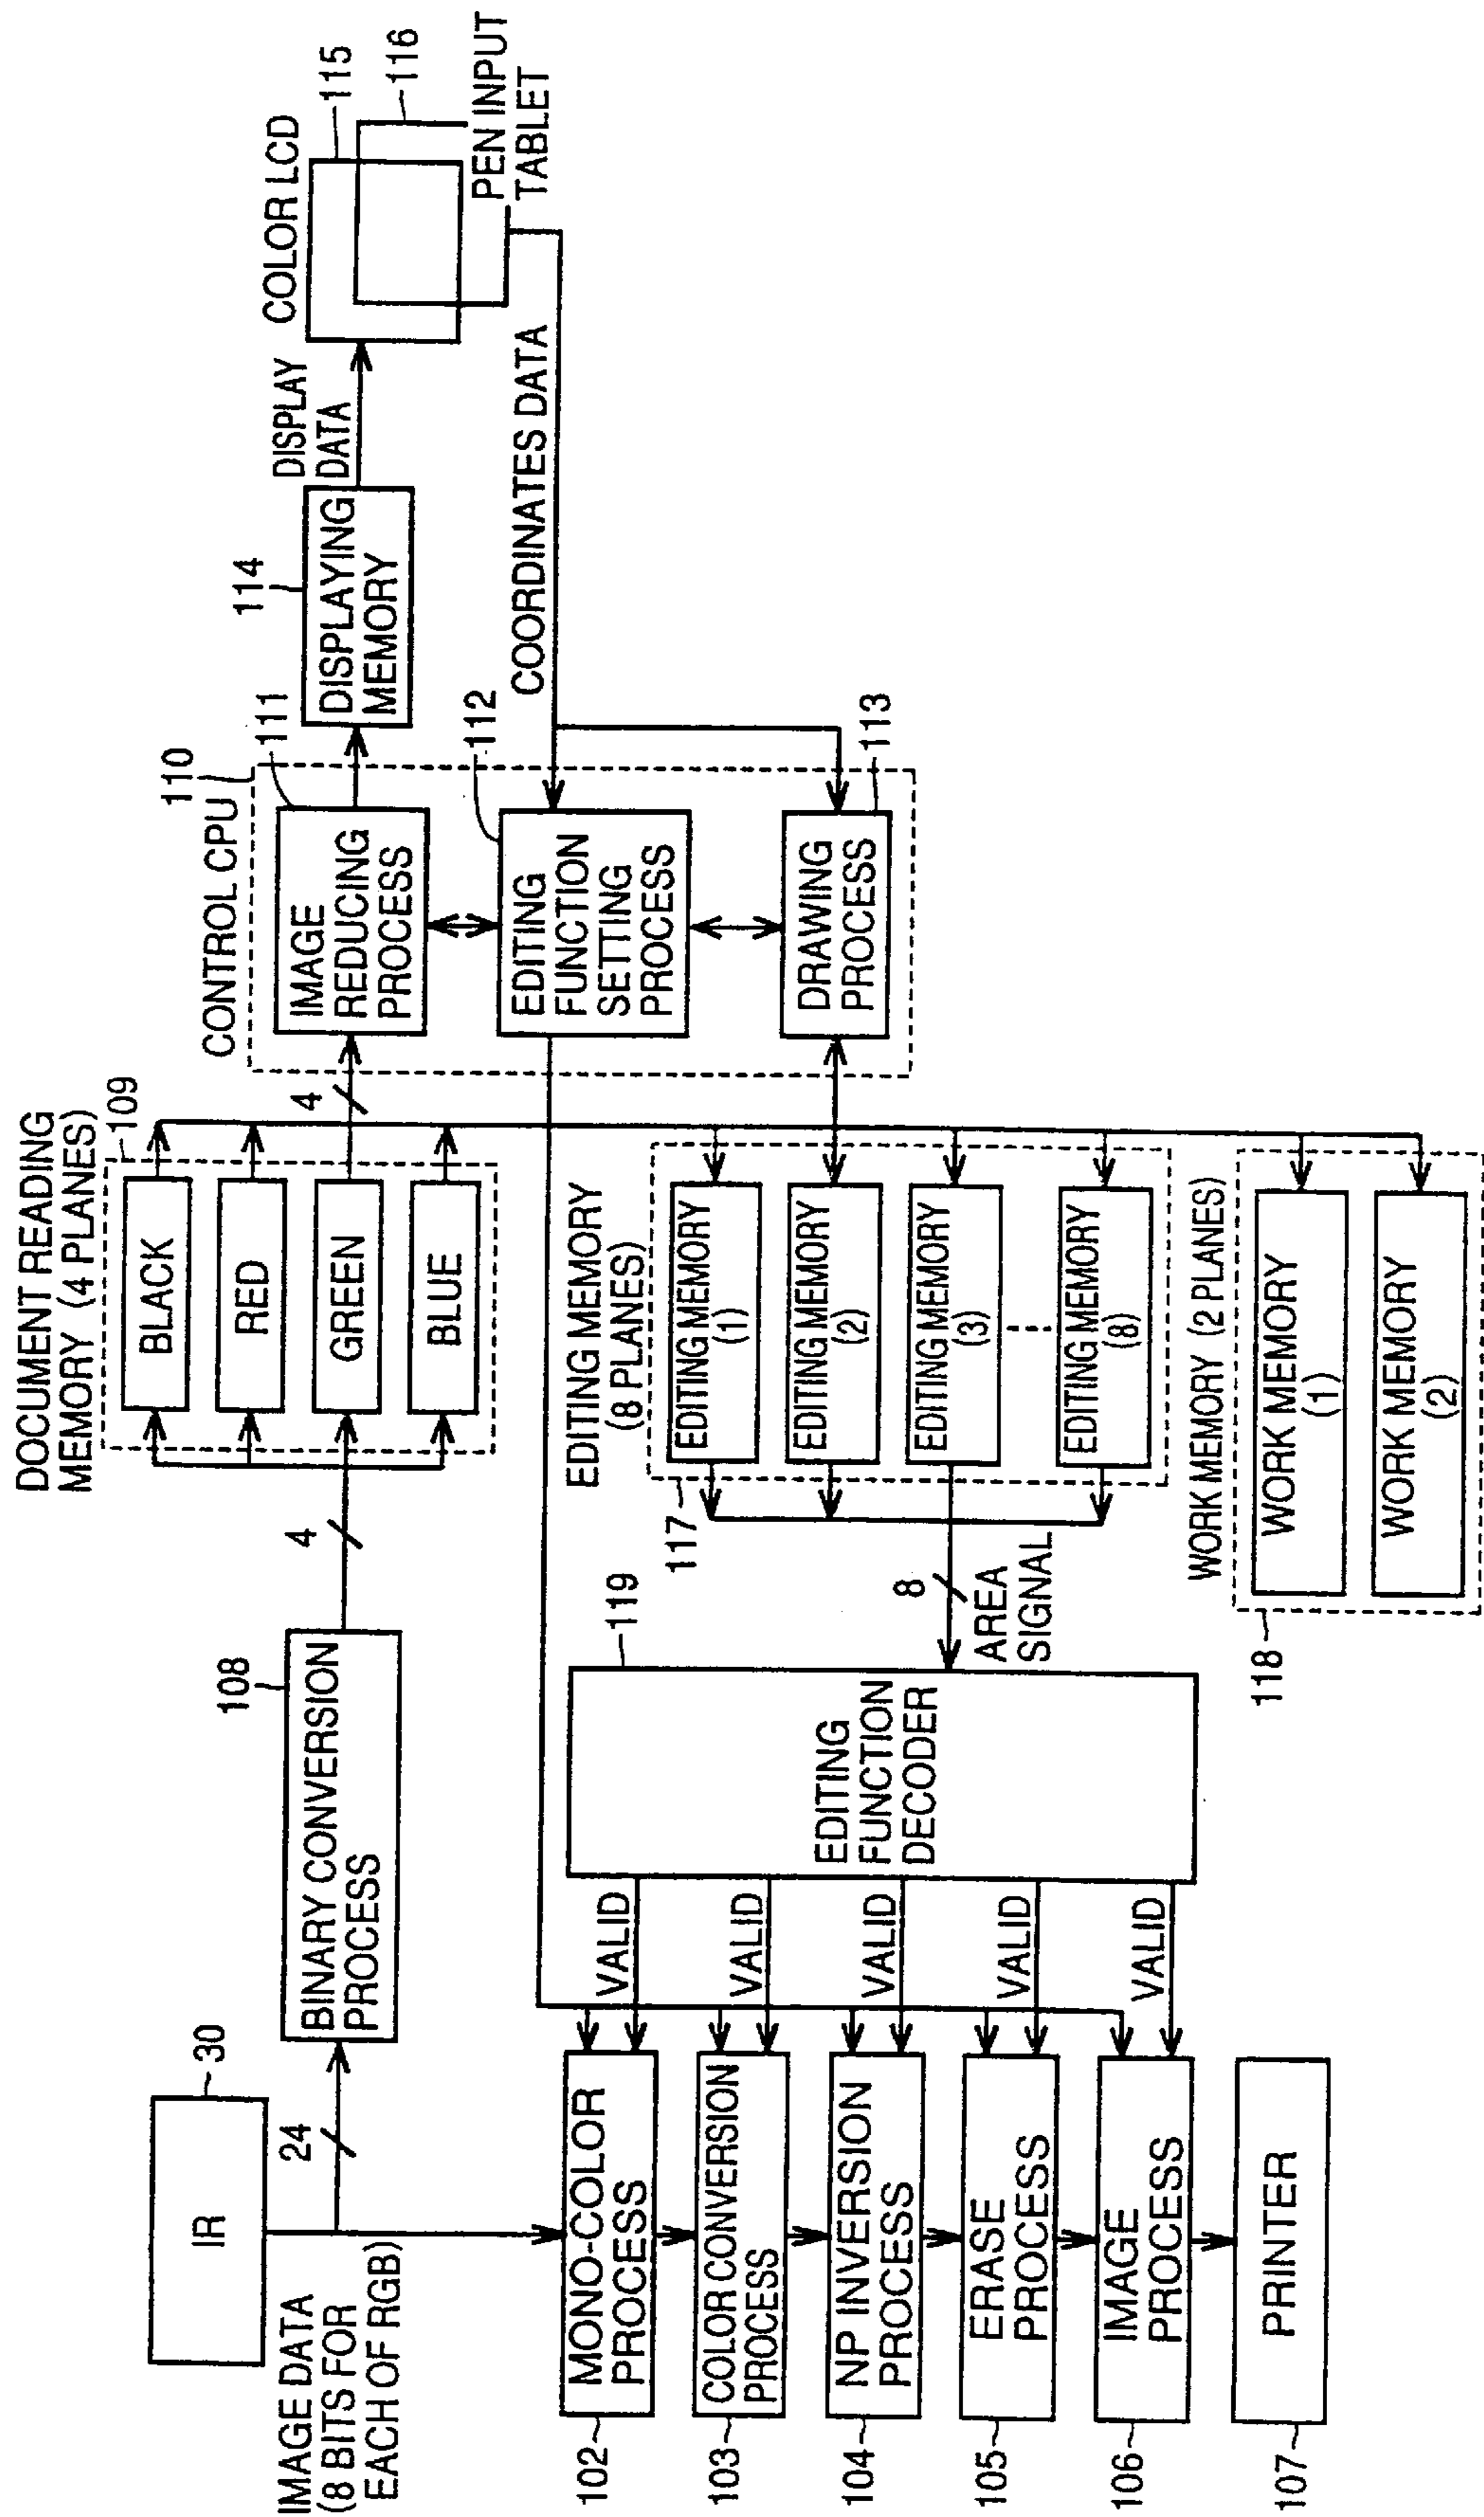 IR
30
IMAGE DATA
(8 BITS FOR
EACH OF RGB)
24
BINARY CONVERSION
PROCESS
108
4
DOCUMENT READING
MEMORY (4 PLANES)
109
BLACK
RED
GREEN
BLUE
4
CONTROL CPU
110
111
IMAGE
REDUCING
PROCESS
112
EDITING
FUNCTION
SETTING
PROCESS
113
DRAWING
PROCESS
114
DISPLAYING
MEMORY
DISPLAY
DATA
COLOR LCD
115
116
PEN INPUT
TABLET
COORDINATES DATA
102
MONO-COLOR
PROCESS
103
COLOR CONVERSION
PROCESS
104
NP INVERSION
PROCESS
105
ERASE
PROCESS
106
IMAGE
PROCESS
107
PRINTER
VALID
VALID
VALID
VALID
VALID
119
EDITING
FUNCTION
DECODER
8
AREA
SIGNAL
EDITING MEMORY
(8 PLANES)
117
EDITING MEMORY
(1)
EDITING MEMORY
(2)
EDITING MEMORY
(3)
EDITING MEMORY
(8)
WORK MEMORY (2 PLANES)
118
WORK MEMORY
(1)
WORK MEMORY
(2)